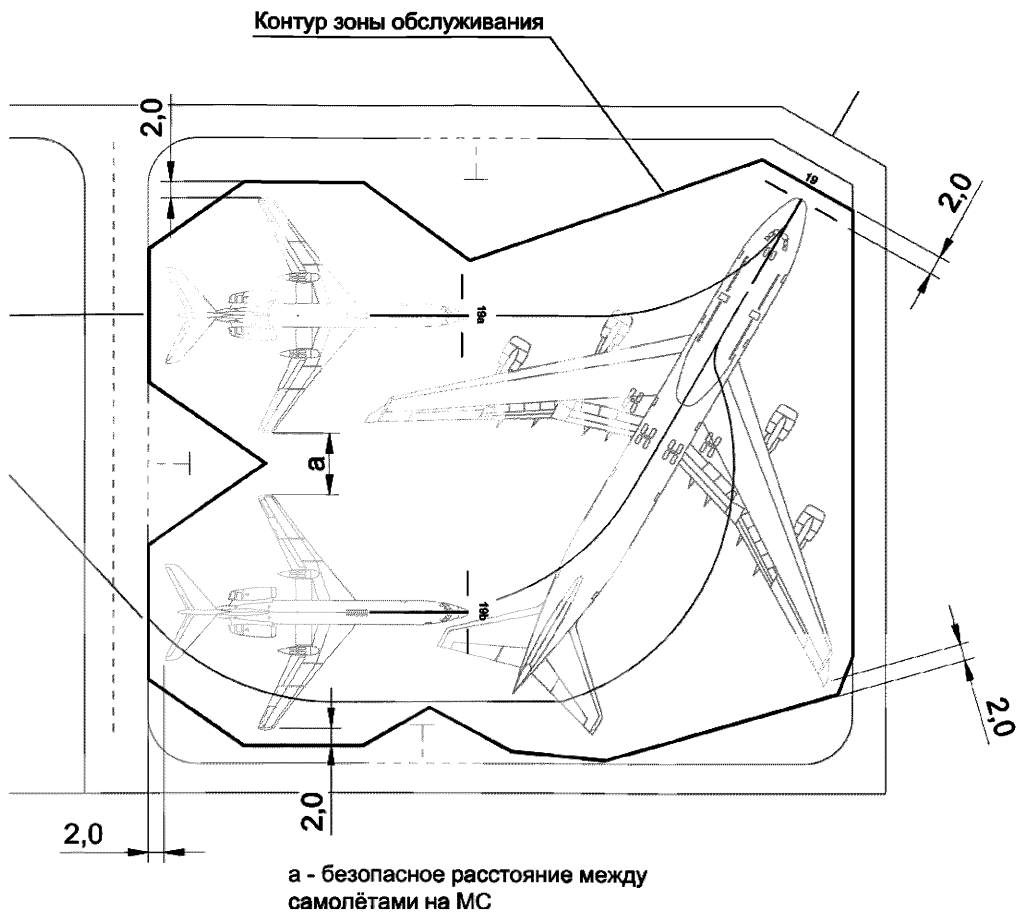 Контур зоны обслуживания
2,0
19
2,0
19а
а
19b
2,0
2,0
2,0
а - безопасное расстояние между
самолётами на МС